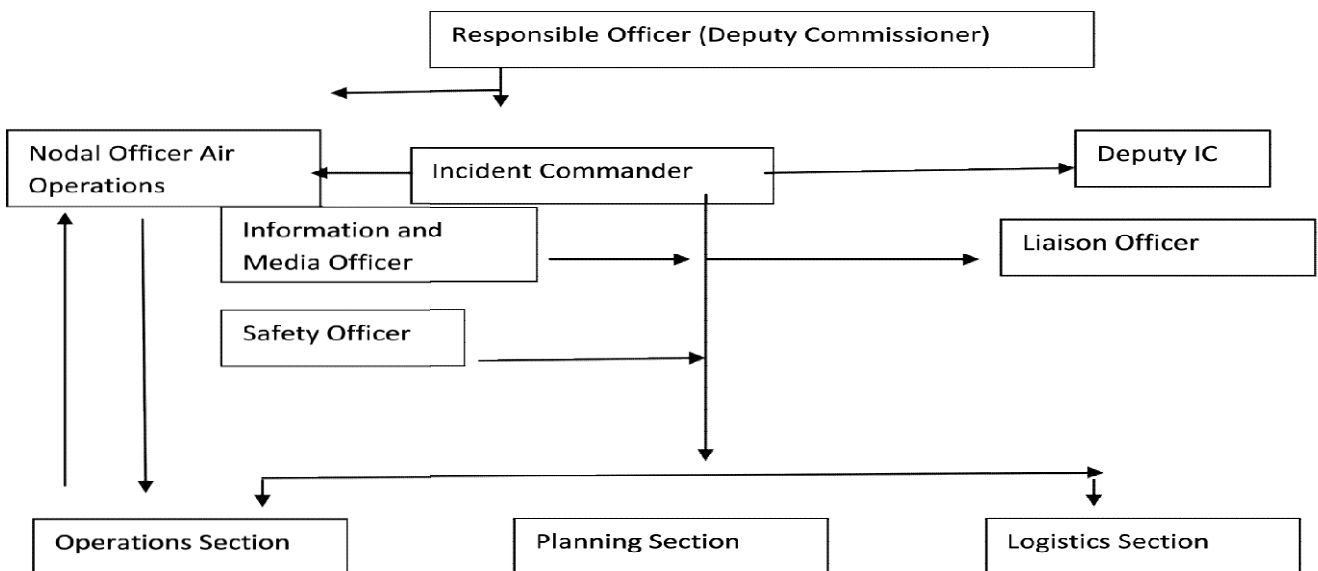 Responsible Officer (Deputy Commissioner)
Nodal Officer Air
Operations
Incident Commander
Deputy IC
Information and
Media Officer
Liaison Officer
Safety Officer
Operations Section
Planning Section
Logistics Section